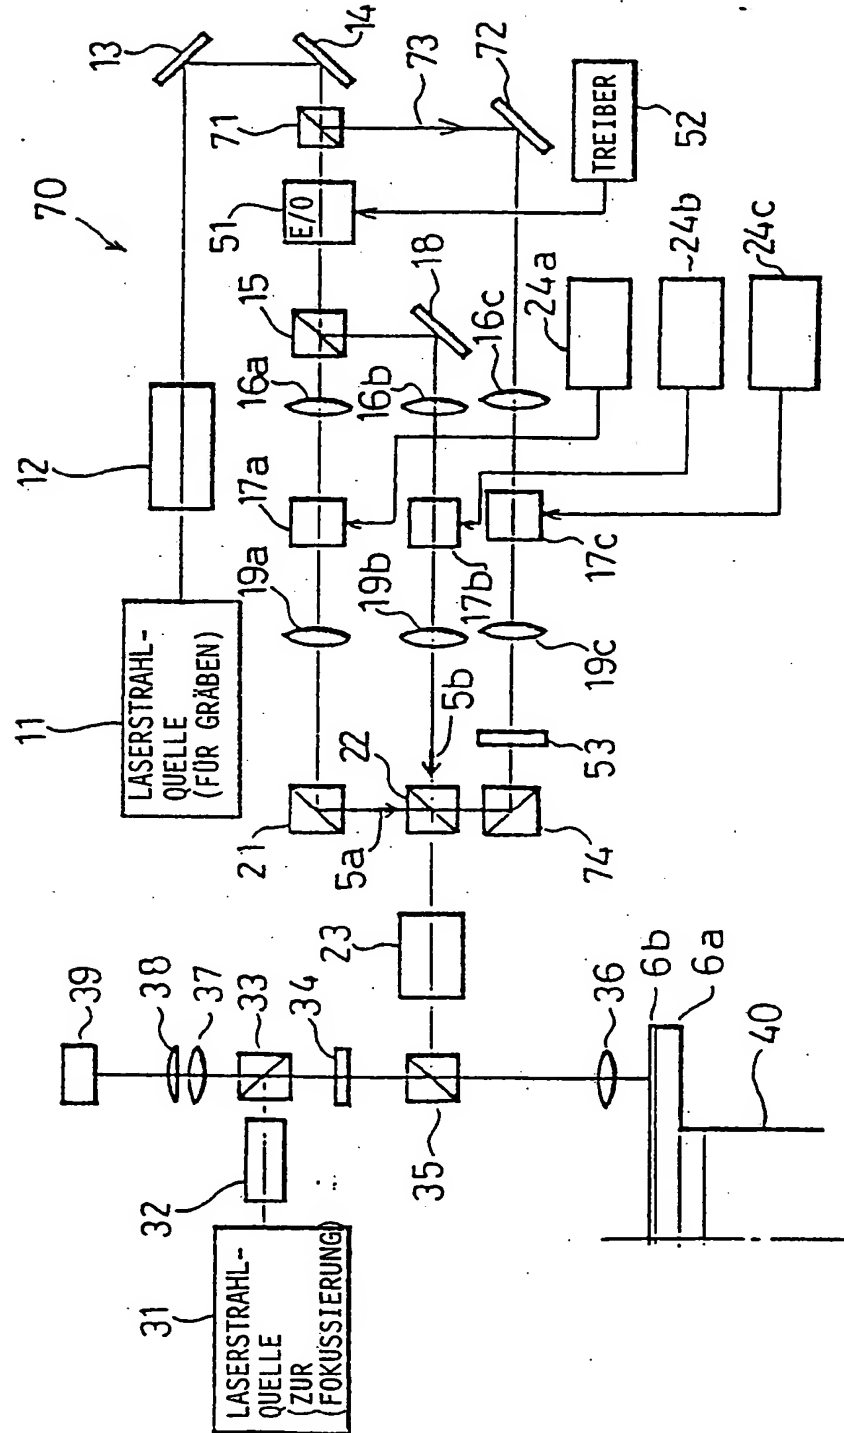 70
13
14
71
73
72
TREIBER
52
51
E/O
12
15
18
16a
16b
16c
24a
24b
24c
17a
17b
17c
11
LASERSTRAHL-
QUELLE
(FÜR GRÄBEN)
19a
19b
19c
5b
53
21
5a
22
74
23
39
38
37
33
34
35
36
6b
6a
40
32
31
LASERSTRAHL-
QUELLE
(ZUR
(FOKUSSIERUNG)